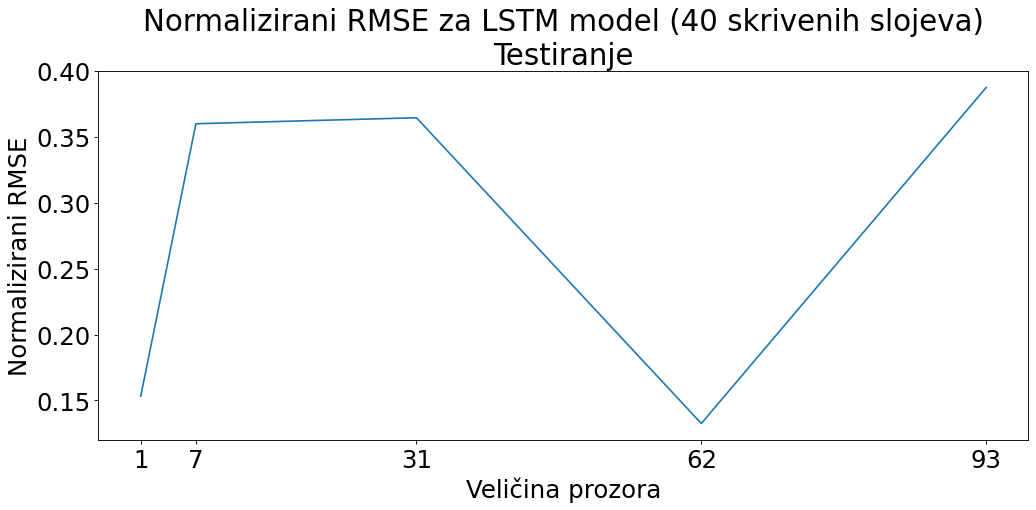 Normalizirani RMSE za LSTM model (40 skrivenih slojeva)
Testiranje
0.40
0.35
0.30
0.25
0.20
0.15
Normalizirani RMSE
1 7 31 62 93
Veličina prozora